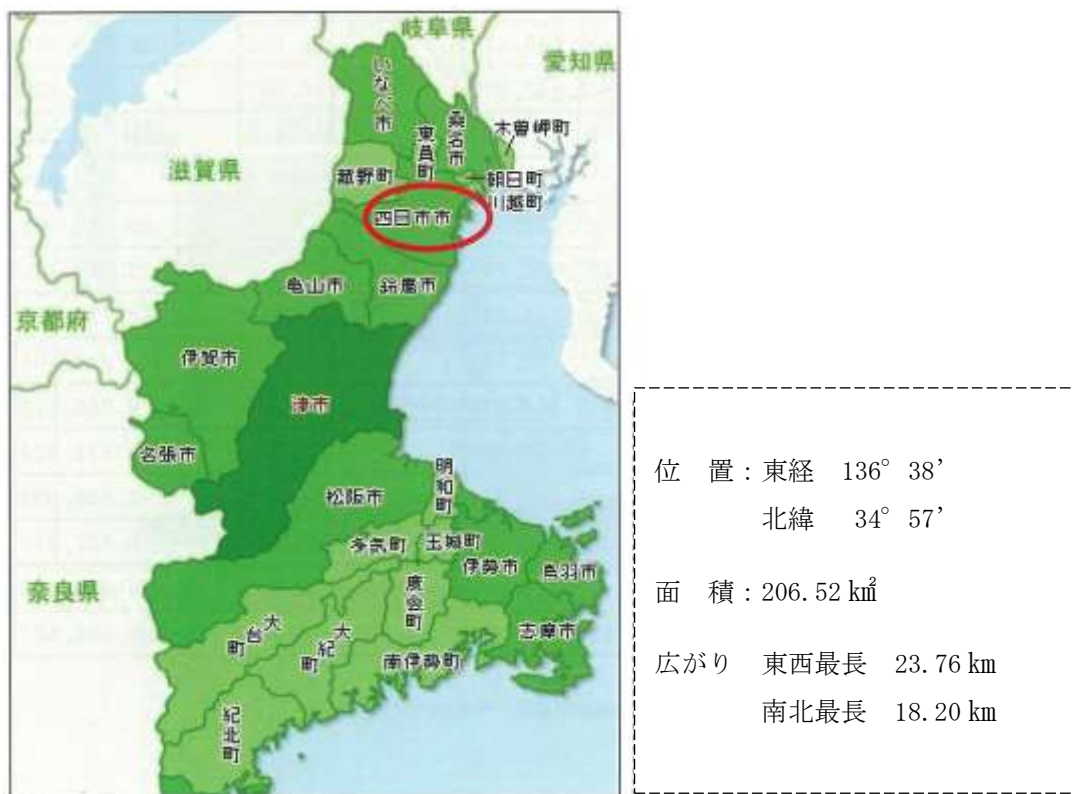 岐阜県
愛知県
いなべ市
桑名市
木曽岬町
東員町
滋賀県
菰野町
朝日町
川越町
四日市市
亀山市
鈴鹿市
京都府
伊賀市
津市
名張市
明和町
松阪市
多気町
玉城町
伊勢市
鳥羽市
奈良県
度会町
大台町
大紀町
志摩市
南伊勢町
紀北町
位 置:東経 136° 38’
北緯 34° 57’
面 積:206.52 ㎢
広がり 東西最長 23.76 ㎞
南北最長 18.20 ㎞